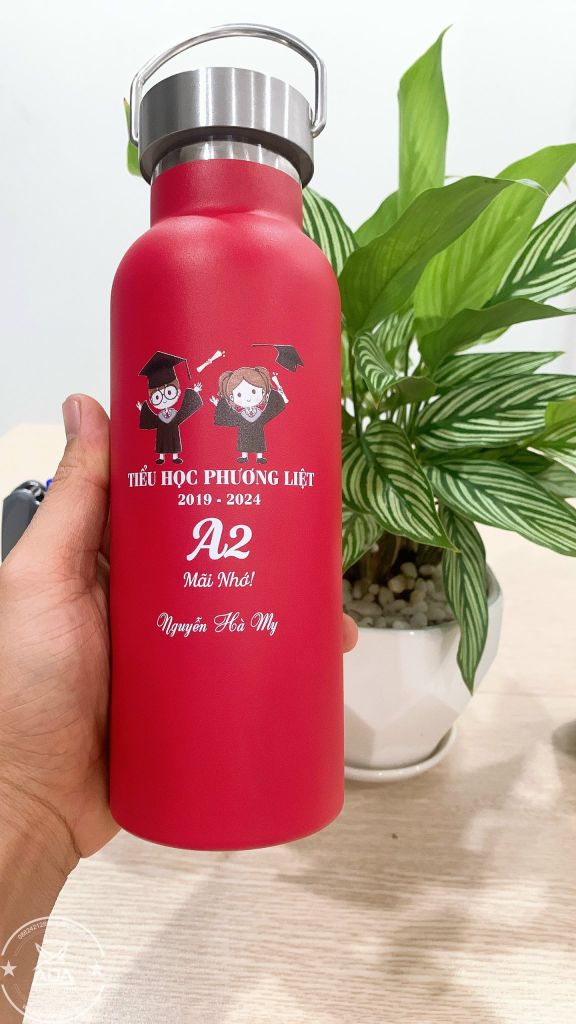 TIỂU HỌC PHƯƠNG LIỆT
2019 - 2024
A2
Mãi Nhớ!
Nguyễn Hà My